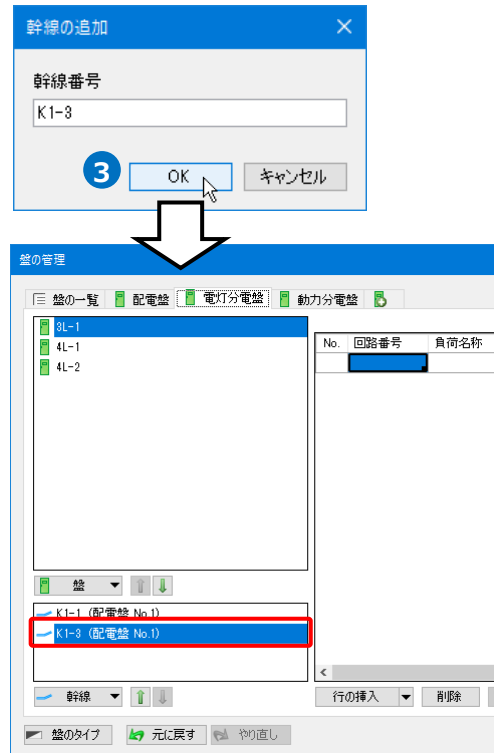 幹線の追加
幹線番号
K1-3
3 OK キャンセル
盤の管理
盤の一覧 配電盤 電灯分電盤 動力分電盤
3L-1
4L-1
4L-2
No. 回路番号 負荷名称
盤
K1-1 (配電盤 No.1)
K1-3 (配電盤 No.1)
幹線 行の挿入 削除
盤のタイプ 元に戻す やり直し